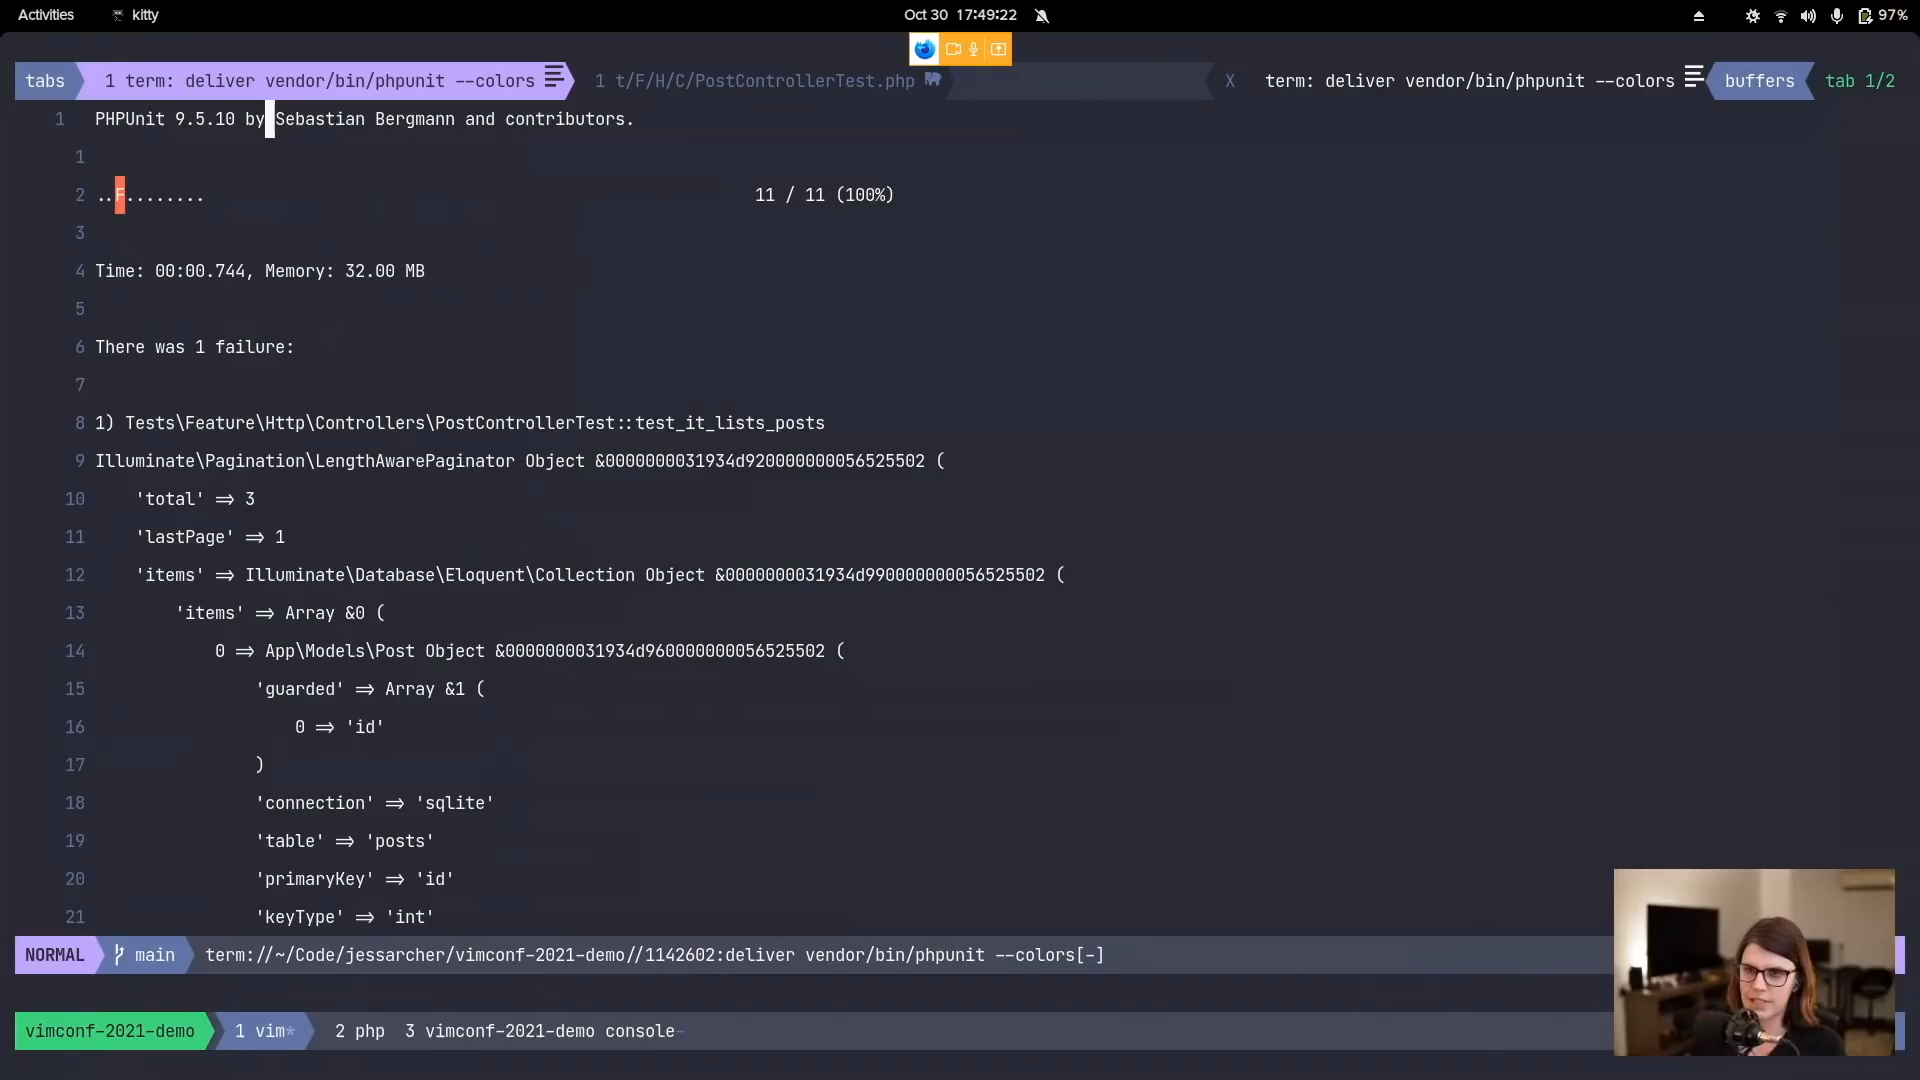 Activities kitty Oct 30 17:49:22 97%
tabs 1 term: deliver vendor/bin/phpunit --colors 1 t/F/H/C/PostControllerTest.php X term: deliver vendor/bin/phpunit --colors buffers tab 1/2
1 PHPUnit 9.5.10 by Sebastian Bergmann and contributors.
1
2 ..F........ 11 / 11 (100%)
3
4 Time: 00:00.744, Memory: 32.00 MB
5
6 There was 1 failure:
7
8 1) Tests\Feature\Http\Controllers\PostControllerTest::test_it_lists_posts
9 Illuminate\Pagination\LengthAwarePaginator Object &0000000031934d920000000056525502 (
10 'total' => 3
11 'lastPage' => 1
12 'items' => Illuminate\Database\Eloquent\Collection Object &0000000031934d990000000056525502 (
13 'items' => Array &0 (
14 0 => App\Models\Post Object &0000000031934d960000000056525502 (
15 'guarded' => Array &1 (
16 0 => 'id'
17 )
18 'connection' => 'sqlite'
19 'table' => 'posts'
20 'primaryKey' => 'id'
21 'keyType' => 'int'
NORMAL main term://~/Code/jessarcher/vimconf-2021-demo//1142602:deliver vendor/bin/phpunit --colors[-]
vimconf-2021-demo 1 vim* 2 php 3 vimconf-2021-demo console-